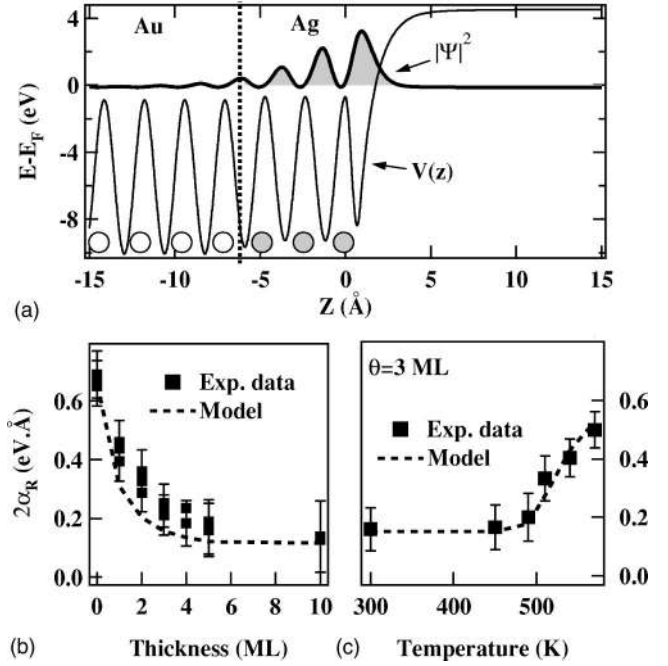 Au Ag
|Ψ|²
V(z)
E-E_F (eV)
4
0
-4
-8
-15 -10 -5 0 5 10 15
Z (Å)
(a)
2α_R (eV.Å)
0.6
0.4
0.2
0.0
Exp. data
Model
0 2 4 6 8 10
(b) Thickness (ML)
θ=3 ML
Exp. data
Model
0.6
0.4
0.2
0.0
300 400 500
(c) Temperature (K)